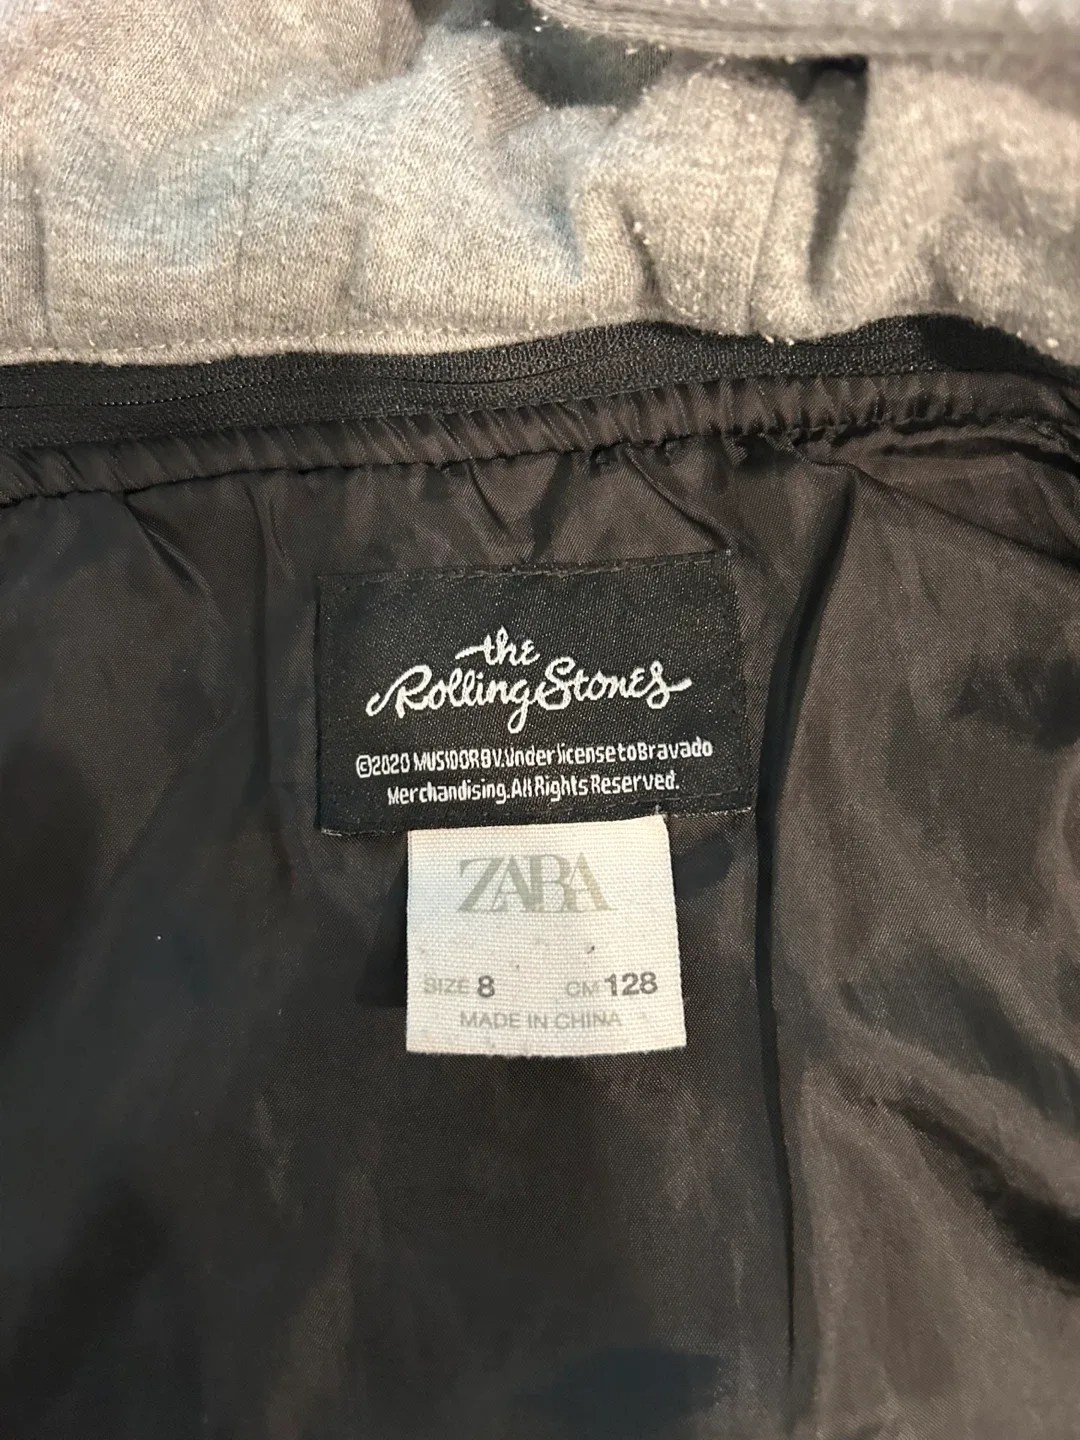 the
Rolling Stones
©2020 MUSIDOR BV. Under license to Bravado
Merchandising. All Rights Reserved.
ZARA
SIZE 8 CM 128
MADE IN CHINA